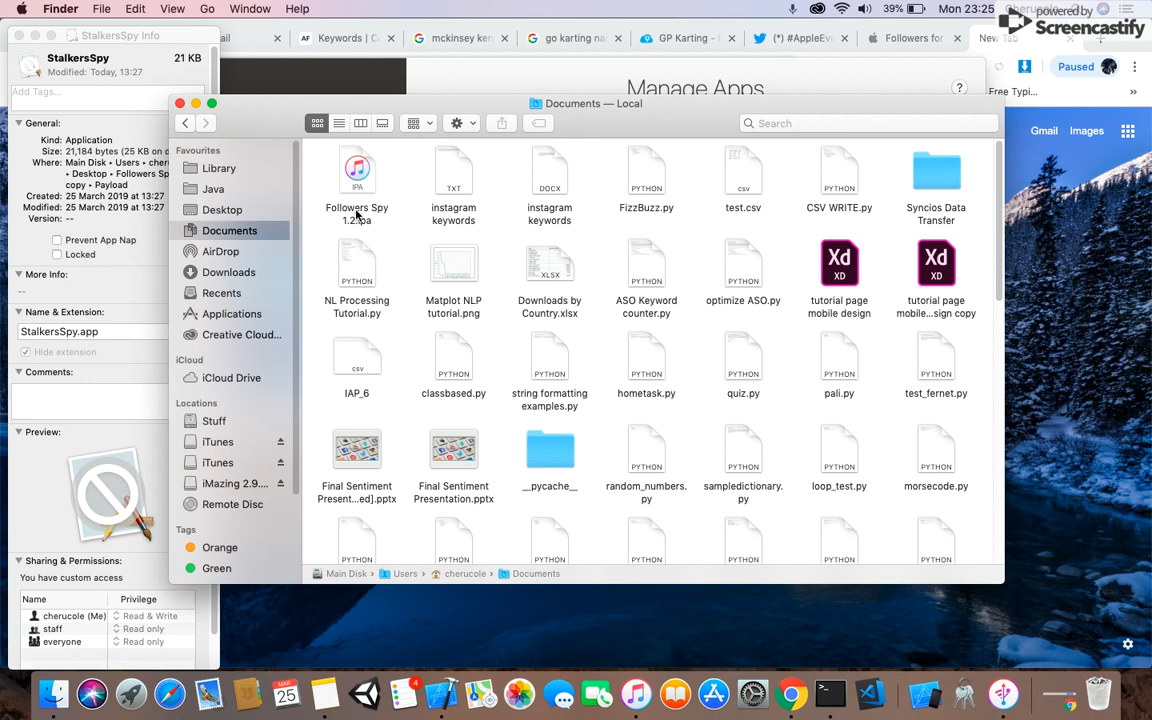 Finder File Edit View Go Window Help 39% Mon 23:25
powered by
Screencastify
StalkersSpy Info
Keywords | C
mckinsey ken
go karting nai
GP Karting -
(*) #AppleEve
Followers for
New Tab
Paused
Free Typi...
Gmail Images
Manage Apps
?
StalkersSpy 21 KB
Modified: Today, 13:27
Add Tags...
General:
Kind: Application
Size: 21,184 bytes (25 KB on d
Where: Main Disk ▸ Users ▸ cher
▸ Desktop ▸ Followers Sp
copy ▸ Payload
Created: 25 March 2019 at 13:27
Modified: 25 March 2019 at 13:27
Version: --
Prevent App Nap
Locked
More Info:
--
Name & Extension:
StalkersSpy.app
Hide extension
Comments:
Preview:
Sharing & Permissions:
You have custom access
Name Privilege
cherucole (Me) Read & Write
staff Read only
everyone Read only
Documents — Local
Search
Favourites
Library
Java
Desktop
Documents
AirDrop
Downloads
Recents
Applications
Creative Cloud...
iCloud
iCloud Drive
Locations
Stuff
iTunes
iTunes
iMazing 2.9....
Remote Disc
Tags
Orange
Green
IPA TXT DOCX PYTHON csv PYTHON
Followers Spy
1.2.ipa
instagram
keywords
instagram
keywords
FizzBuzz.py
test.csv
CSV WRITE.py
Syncios Data
Transfer
PYTHON XLSX PYTHON PYTHON Xd XD Xd XD
NL Processing
Tutorial.py
Matplot NLP
tutorial.png
Downloads by
Country.xlsx
ASO Keyword
counter.py
optimize ASO.py
tutorial page
mobile design
tutorial page
mobile...sign copy
csv PYTHON PYTHON PYTHON PYTHON PYTHON PYTHON
IAP_6
classbased.py
string formatting
examples.py
hometask.py
quiz.py
pali.py
test_fernet.py
PYTHON PYTHON PYTHON PYTHON
Final Sentiment
Present...ed].pptx
Final Sentiment
Presentation.pptx
__pycache__
random_numbers.
py
sampledictionary.
py
loop_test.py
morsecode.py
PYTHON PYTHON PYTHON PYTHON PYTHON PYTHON PYTHON
Main Disk › Users › cherucole › Documents
MAR
25
4